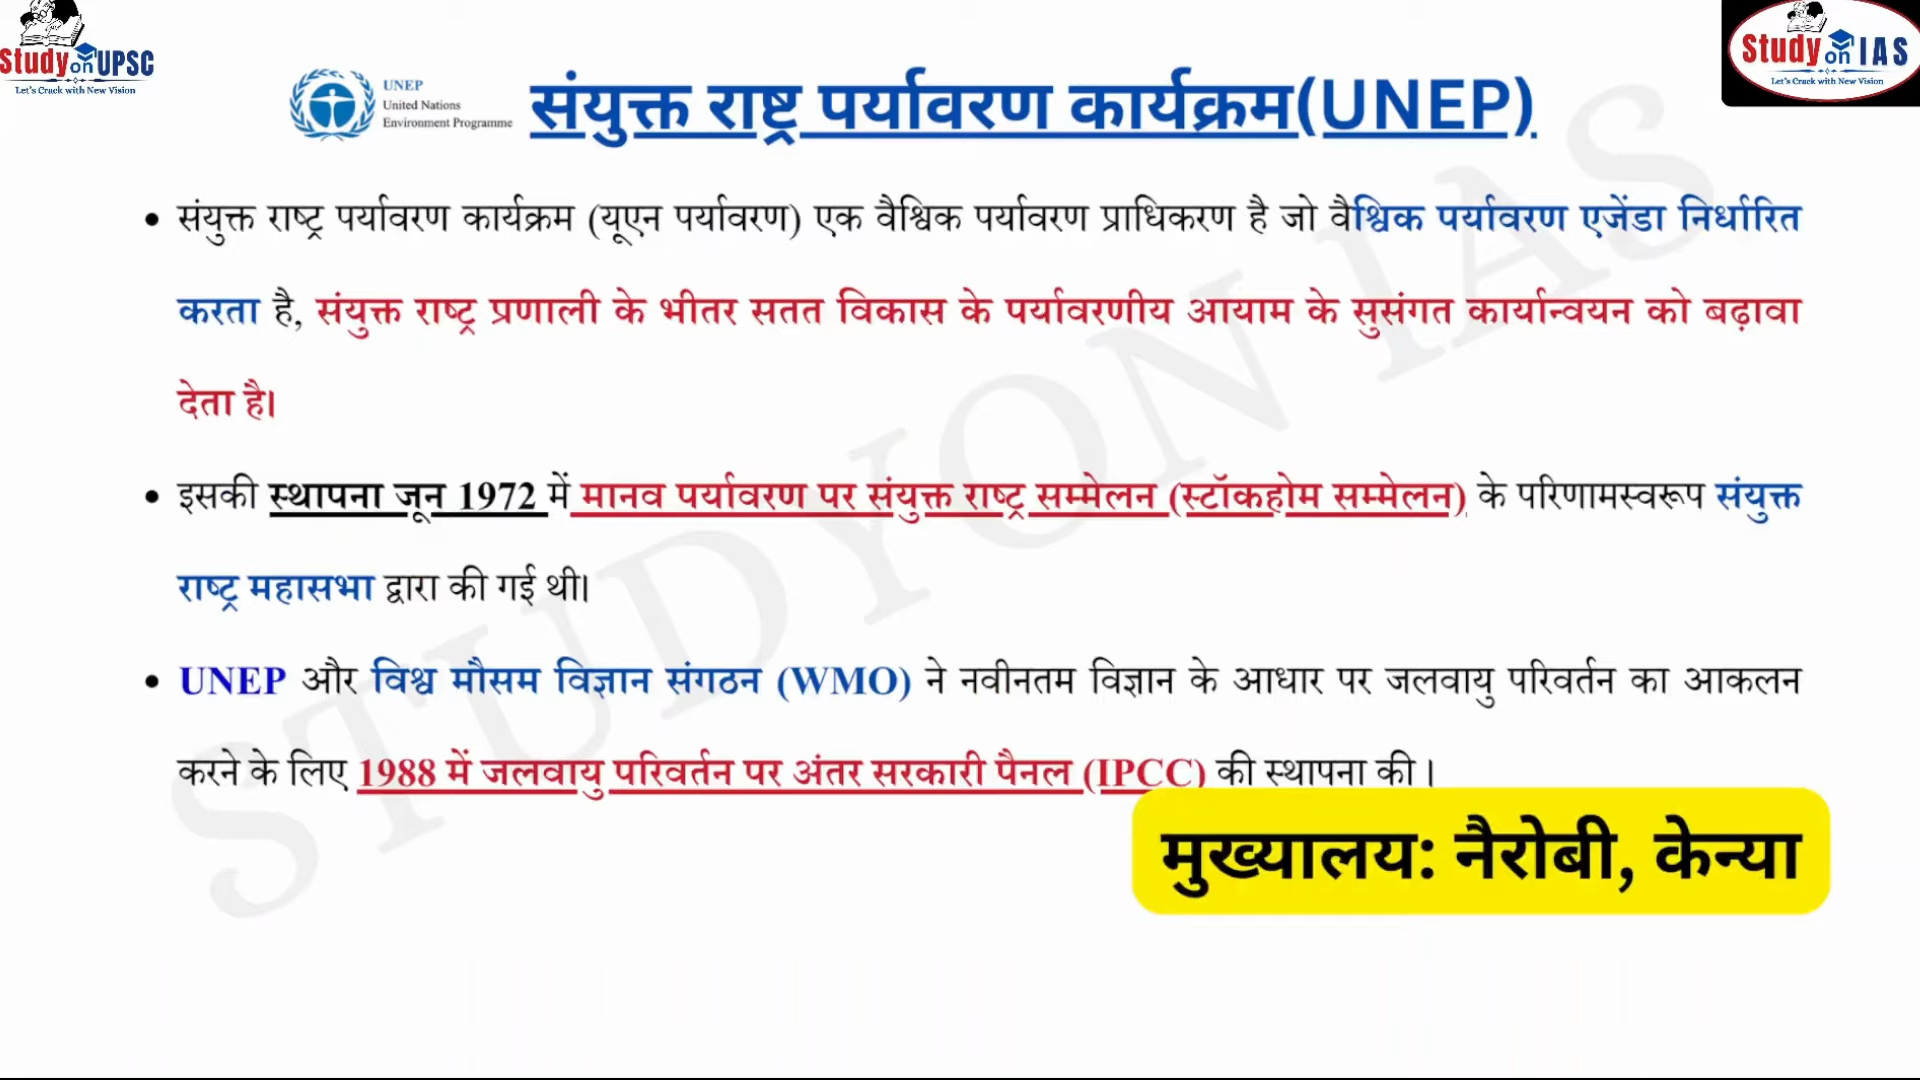 Study on UPSC
Let's Crack with New Vision
Study on IAS
Let's Crack with New Vision
UNEP
United Nations
Environment Programme
संयुक्त राष्ट्र पर्यावरण कार्यक्रम(UNEP)
• संयुक्त राष्ट्र पर्यावरण कार्यक्रम (यूएन पर्यावरण) एक वैश्विक पर्यावरण प्राधिकरण है जो वैश्विक पर्यावरण एजेंडा निर्धारित
करता है, संयुक्त राष्ट्र प्रणाली के भीतर सतत विकास के पर्यावरणीय आयाम के सुसंगत कार्यान्वयन को बढ़ावा
देता है।
• इसकी स्थापना जून 1972 में मानव पर्यावरण पर संयुक्त राष्ट्र सम्मेलन (स्टॉकहोम सम्मेलन) के परिणामस्वरूप संयुक्त
राष्ट्र महासभा द्वारा की गई थी।
• UNEP और विश्व मौसम विज्ञान संगठन (WMO) ने नवीनतम विज्ञान के आधार पर जलवायु परिवर्तन का आकलन
करने के लिए 1988 में जलवायु परिवर्तन पर अंतर सरकारी पैनल (IPCC) की स्थापना की।
मुख्यालय: नैरोबी, केन्या
STUDYON IAS